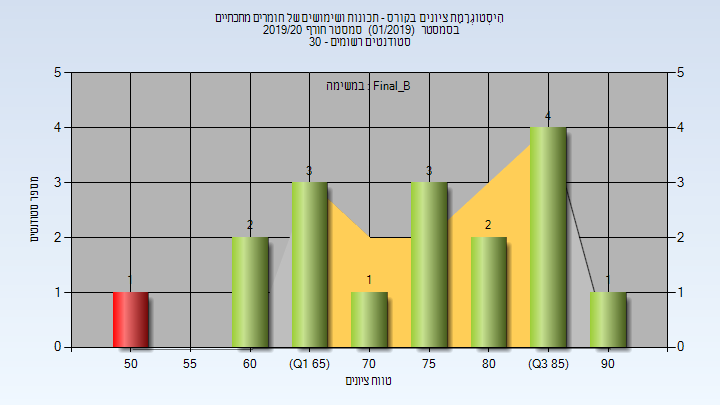 היסטוגרמת ציונים בקורס - תכונות ושימושים של חומרים מתכתיים
בסמסטר (01/2019) סמסטר חורף 2019/20
סטודנטים רשומים - 30
במשימה : Final_B
5 5
4 4
3 3
2 2
1 1
0 0
מספר סטודנטים
1 2 3 1 3 2 4 1
50 55 60 (Q1 65) 70 75 80 (Q3 85) 90
טווח ציונים